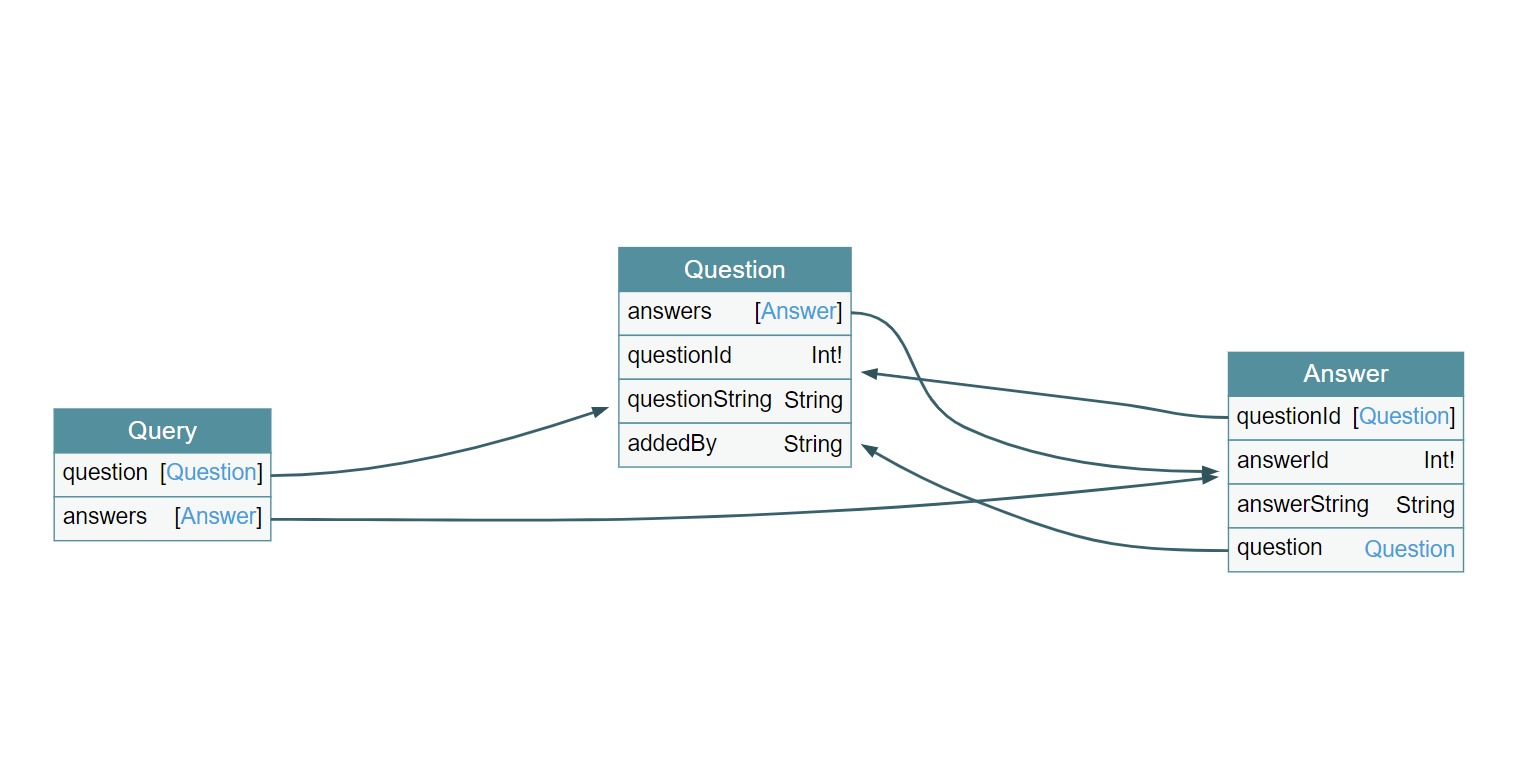 Query
question [Question]
answers [Answer]
Question
answers [Answer]
questionId Int!
questionString String
addedBy String
Answer
questionId [Question]
answerId Int!
answerString String
question Question